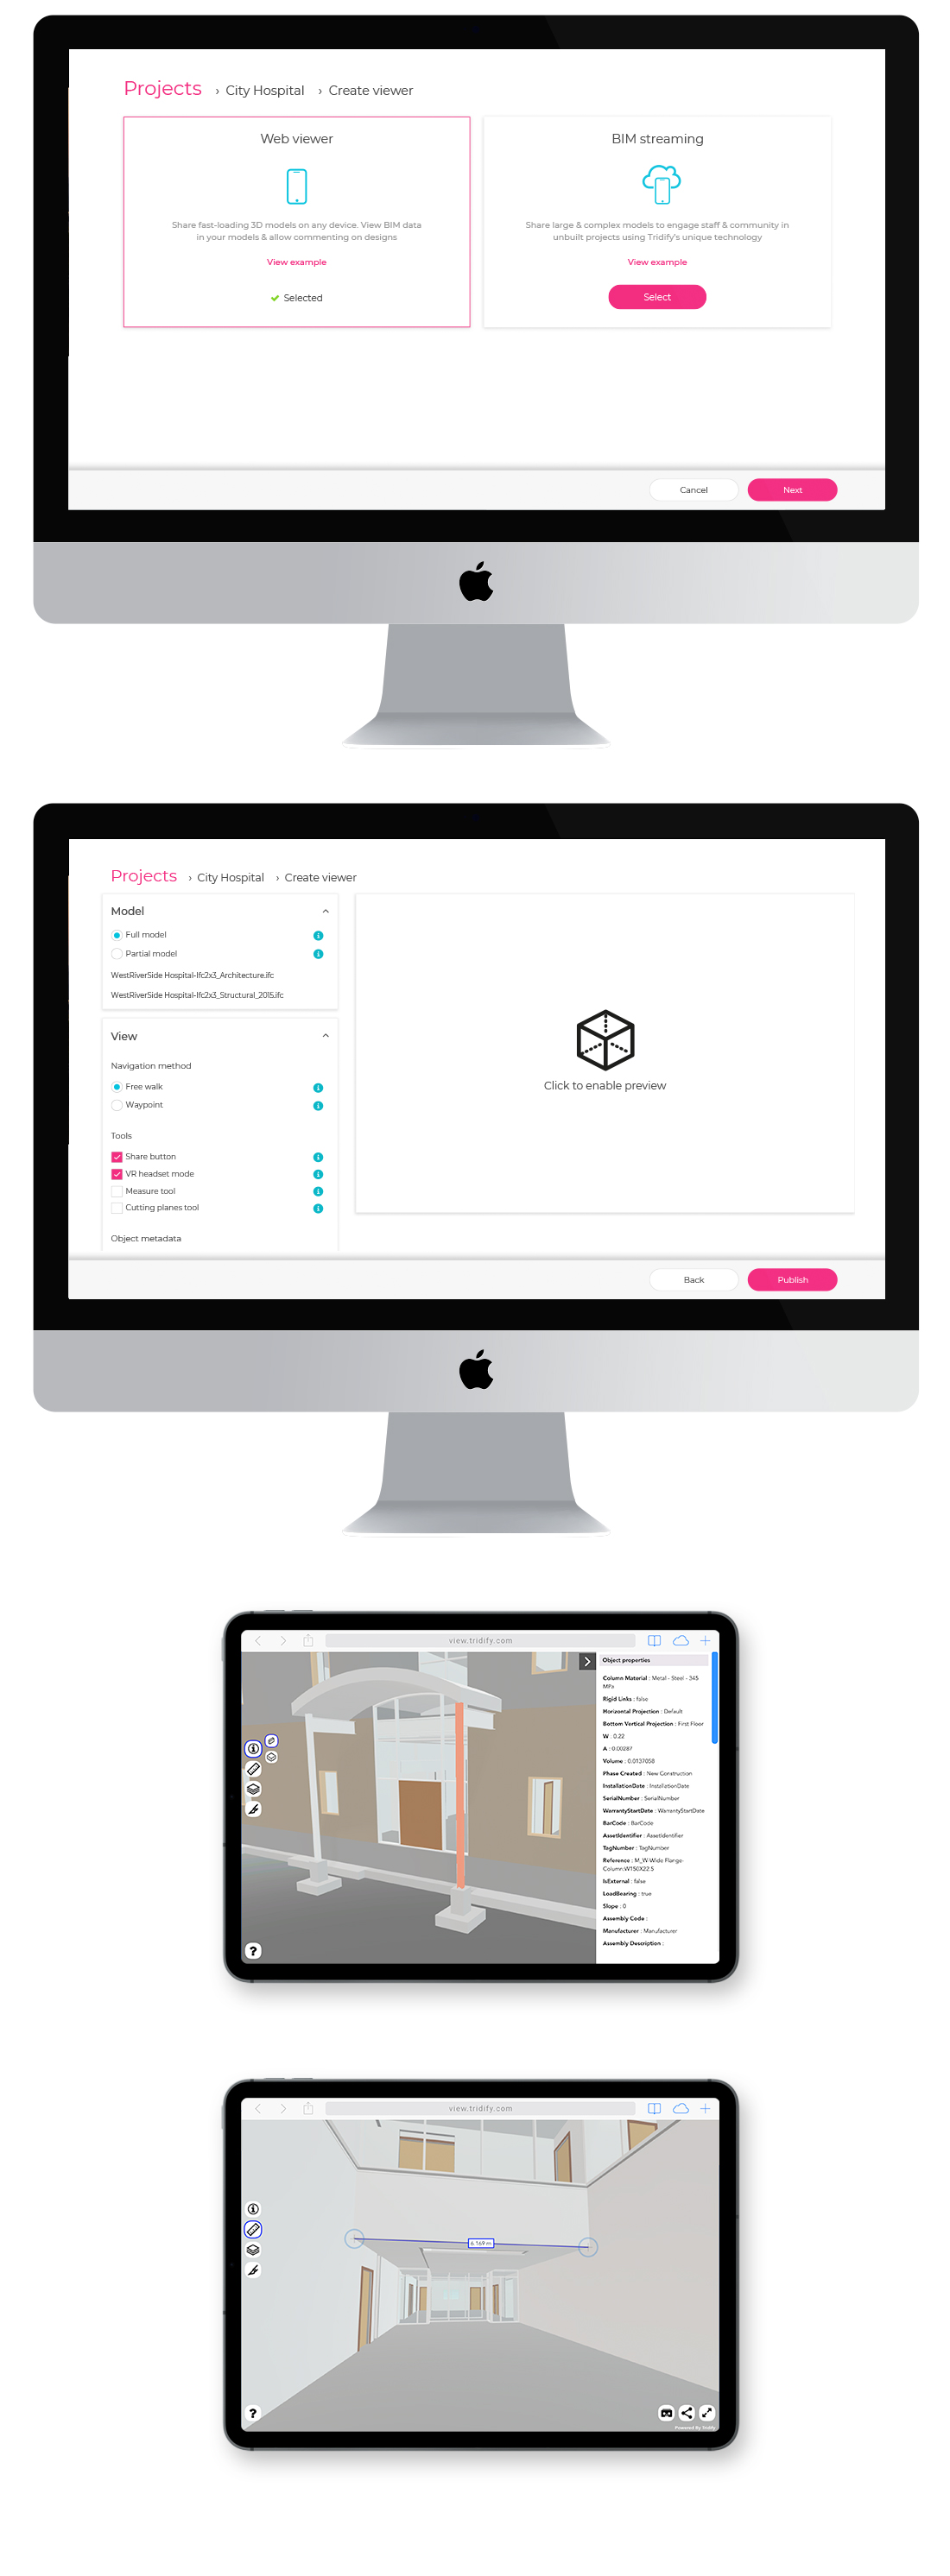 Projects › City Hospital › Create viewer
Web viewer
Share fast-loading 3D models on any device. View BIM data
in your models & allow commenting on designs
View example
Selected
BIM streaming
Share large & complex models to engage staff & community in
unbuilt projects using Tridify's unique technology
View example
Select
Cancel
Next
Projects › City Hospital › Create viewer
Model
Full model
Partial model
WestRiverSide Hospital-Ifc2x3_Architecture.ifc
WestRiverSide Hospital-Ifc2x3_Structural_2015.ifc
View
Navigation method
Free walk
Waypoint
Tools
Share button
VR headset mode
Measure tool
Cutting planes tool
Object metadata
Click to enable preview
Back
Publish
view.tridify.com
Object properties
Column Material : Metal - Steel - 345
MPa
Rigid Links : false
Horizontal Projection : Default
Bottom Vertical Projection : First Floor
W : 0.22
A : 0.00287
Volume : 0.0137058
Phase Created : New Construction
InstallationDate : InstallationDate
SerialNumber : SerialNumber
WarrantyStartDate : WarrantyStartDate
BarCode : BarCode
AssetIdentifier : AssetIdentifier
TagNumber : TagNumber
Reference : M_W-Wide Flange-
Column:W150X22.5
IsExternal : false
LoadBearing : true
Slope : 0
Assembly Code :
Manufacturer : Manufacturer
Assembly Description :
?
view.tridify.com
6.169 m
?
Powered By Tridify